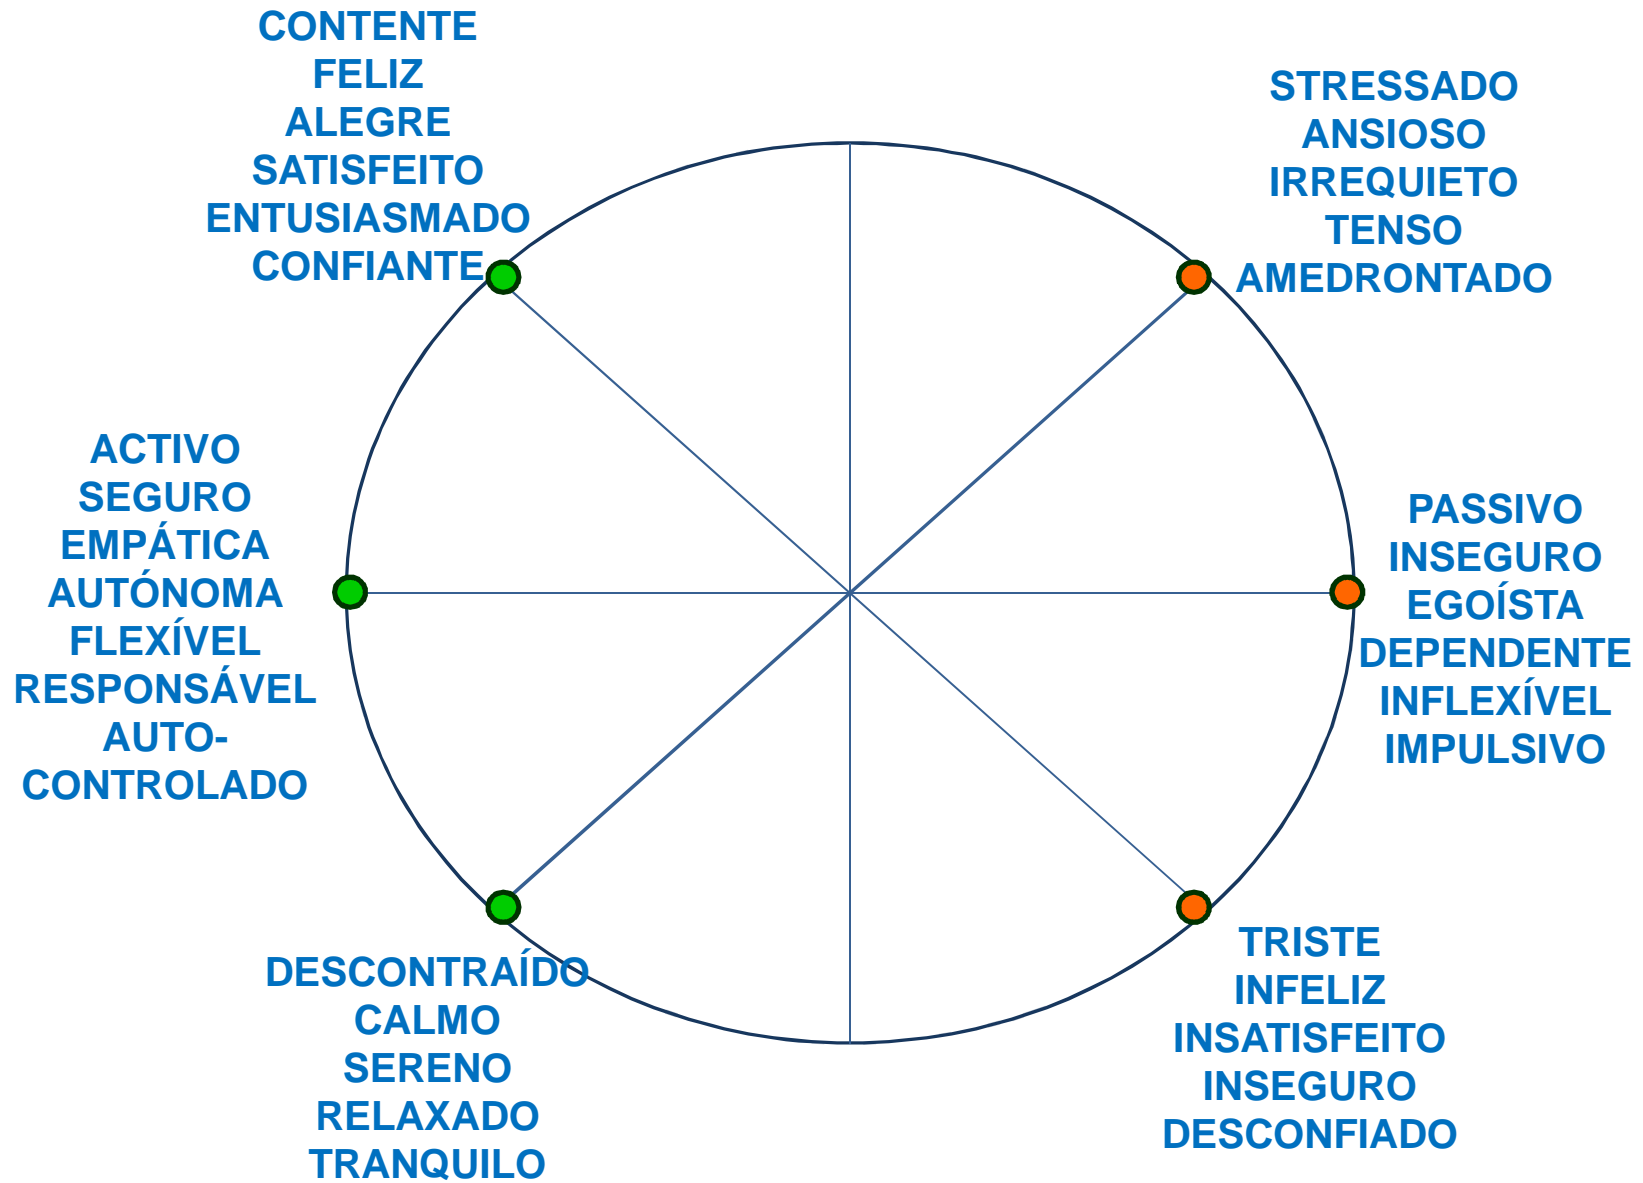 CONTENTE
FELIZ
ALEGRE
SATISFEITO
ENTUSIASMADO
CONFIANTE
STRESSADO
ANSIOSO
IRREQUIETO
TENSO
AMEDRONTADO
ACTIVO
SEGURO
EMPÁTICA
AUTÓNOMA
FLEXÍVEL
RESPONSÁVEL
AUTO-
CONTROLADO
PASSIVO
INSEGURO
EGOÍSTA
DEPENDENTE
INFLEXÍVEL
IMPULSIVO
DESCONTRAÍDO
CALMO
SERENO
RELAXADO
TRANQUILO
TRISTE
INFELIZ
INSATISFEITO
INSEGURO
DESCONFIADO